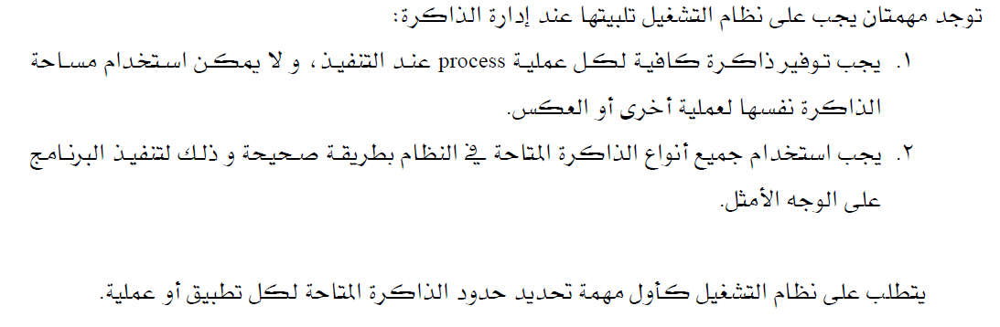 توجد مهمتان يجب على نظام التشغيل تلبيتها عند إدارة الذاكرة:
١. يجب توفير ذاكرة كافية لكل عملية process عند التنفيذ، و لا يمكن استخدام مساحة
الذاكرة نفسها لعملية أخرى أو العكس.
٢. يجب استخدام جميع أنواع الذاكرة المتاحة في النظام بطريقة صحيحة و ذلك لتنفيذ البرنامج
على الوجه الأمثل.
يتطلب على نظام التشغيل كأول مهمة تحديد حدود الذاكرة المتاحة لكل تطبيق أو عملية.